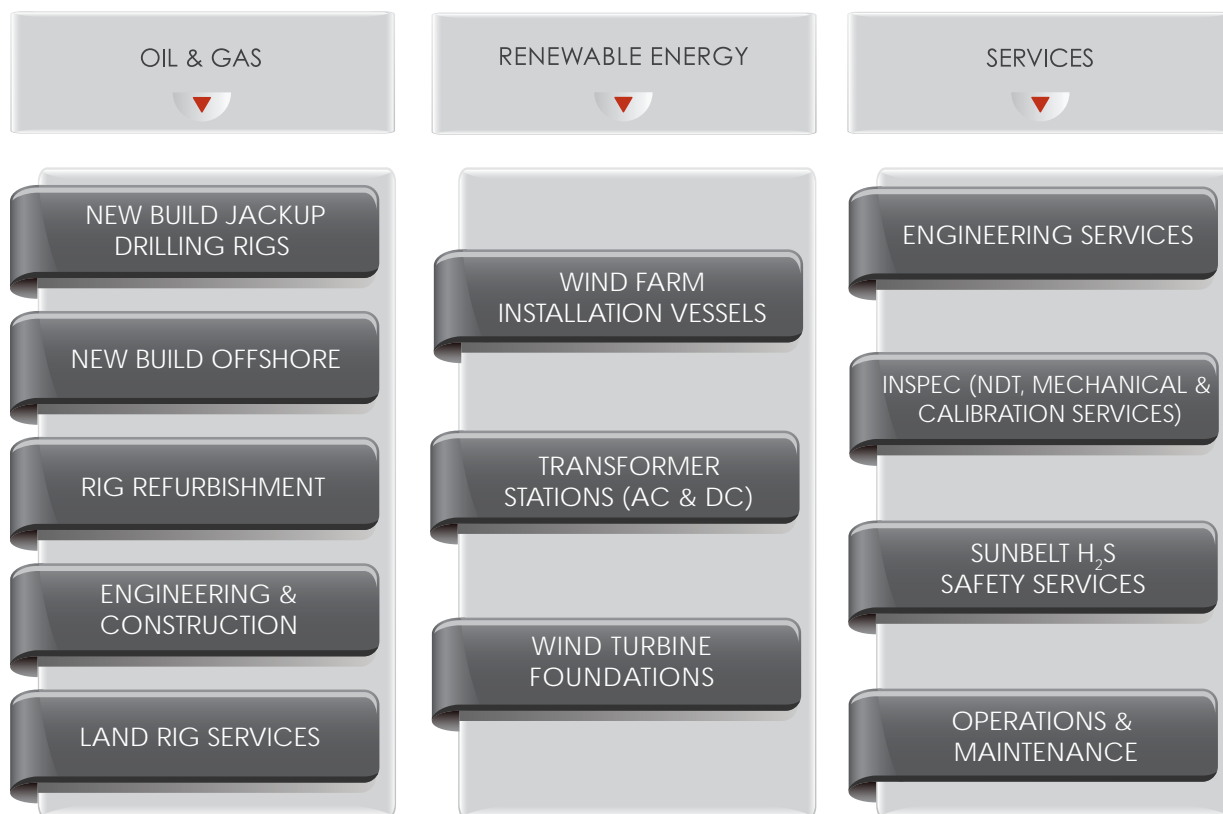 OIL & GAS
NEW BUILD JACKUP
DRILLING RIGS
NEW BUILD OFFSHORE
RIG REFURBISHMENT
ENGINEERING &
CONSTRUCTION
LAND RIG SERVICES
RENEWABLE ENERGY
WIND FARM
INSTALLATION VESSELS
TRANSFORMER
STATIONS (AC & DC)
WIND TURBINE
FOUNDATIONS
SERVICES
ENGINEERING SERVICES
INSPEC (NDT, MECHANICAL &
CALIBRATION SERVICES)
SUNBELT H₂S
SAFETY SERVICES
OPERATIONS &
MAINTENANCE